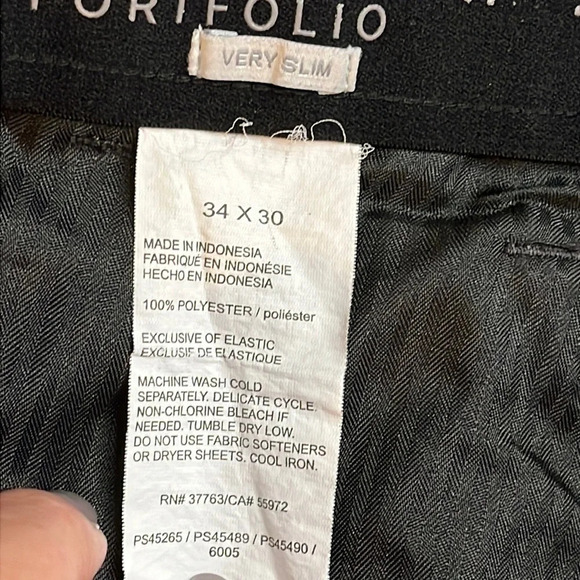 PORTFOLIO
VERY SLIM
34 X 30
MADE IN INDONESIA
FABRIQUÉ EN INDONÉSIE
HECHO EN INDONESIA
100% POLYESTER / poliéster
EXCLUSIVE OF ELASTIC
EXCLUSIF DE ELASTIQUE
MACHINE WASH COLD
SEPARATELY. DELICATE CYCLE.
NON-CHLORINE BLEACH IF
NEEDED. TUMBLE DRY LOW.
DO NOT USE FABRIC SOFTENERS
OR DRYER SHEETS. COOL IRON.
RN# 37763/CA# 55972
PS45265 / PS45489 / PS45490 /
6005